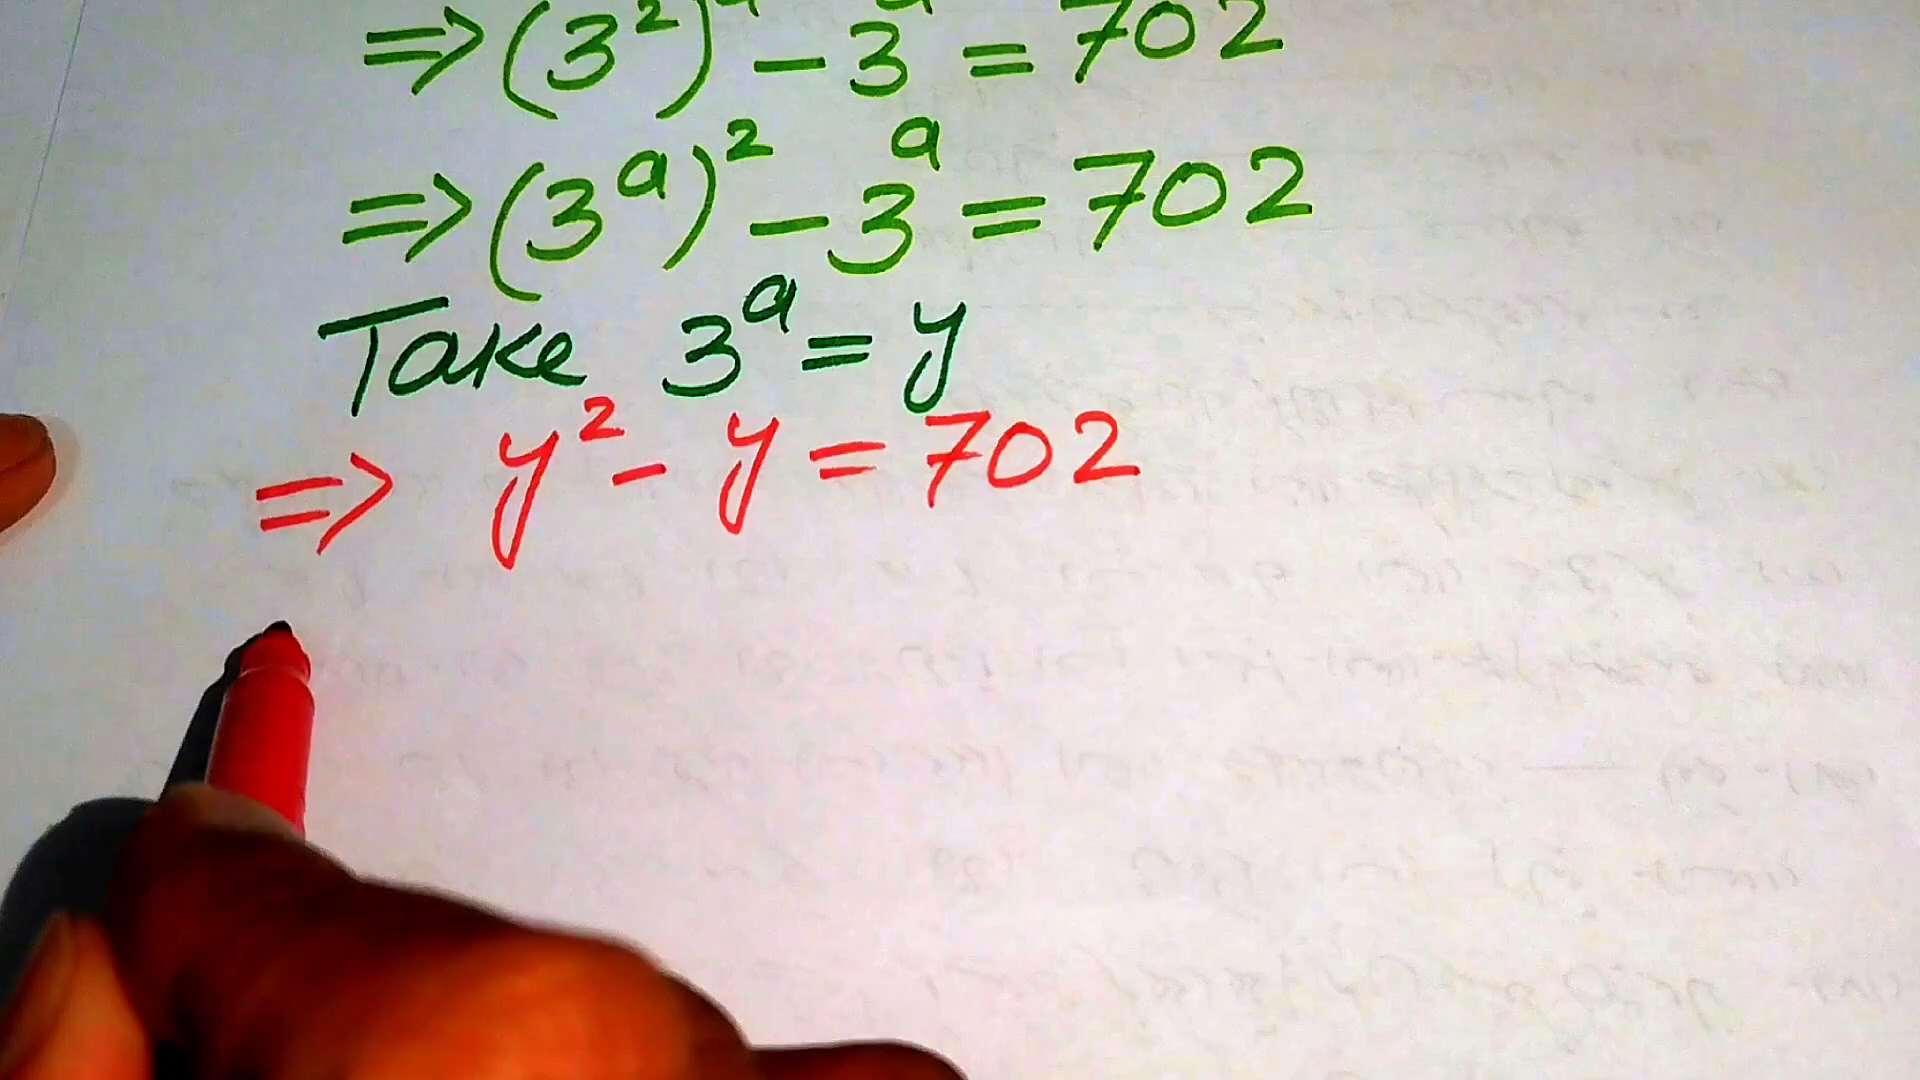 ⇒(3²)ᵃ - 3ᵃ = 702
⇒(3ᵃ)² - 3ᵃ = 702
Take 3ᵃ = y
⇒ y² - y = 702